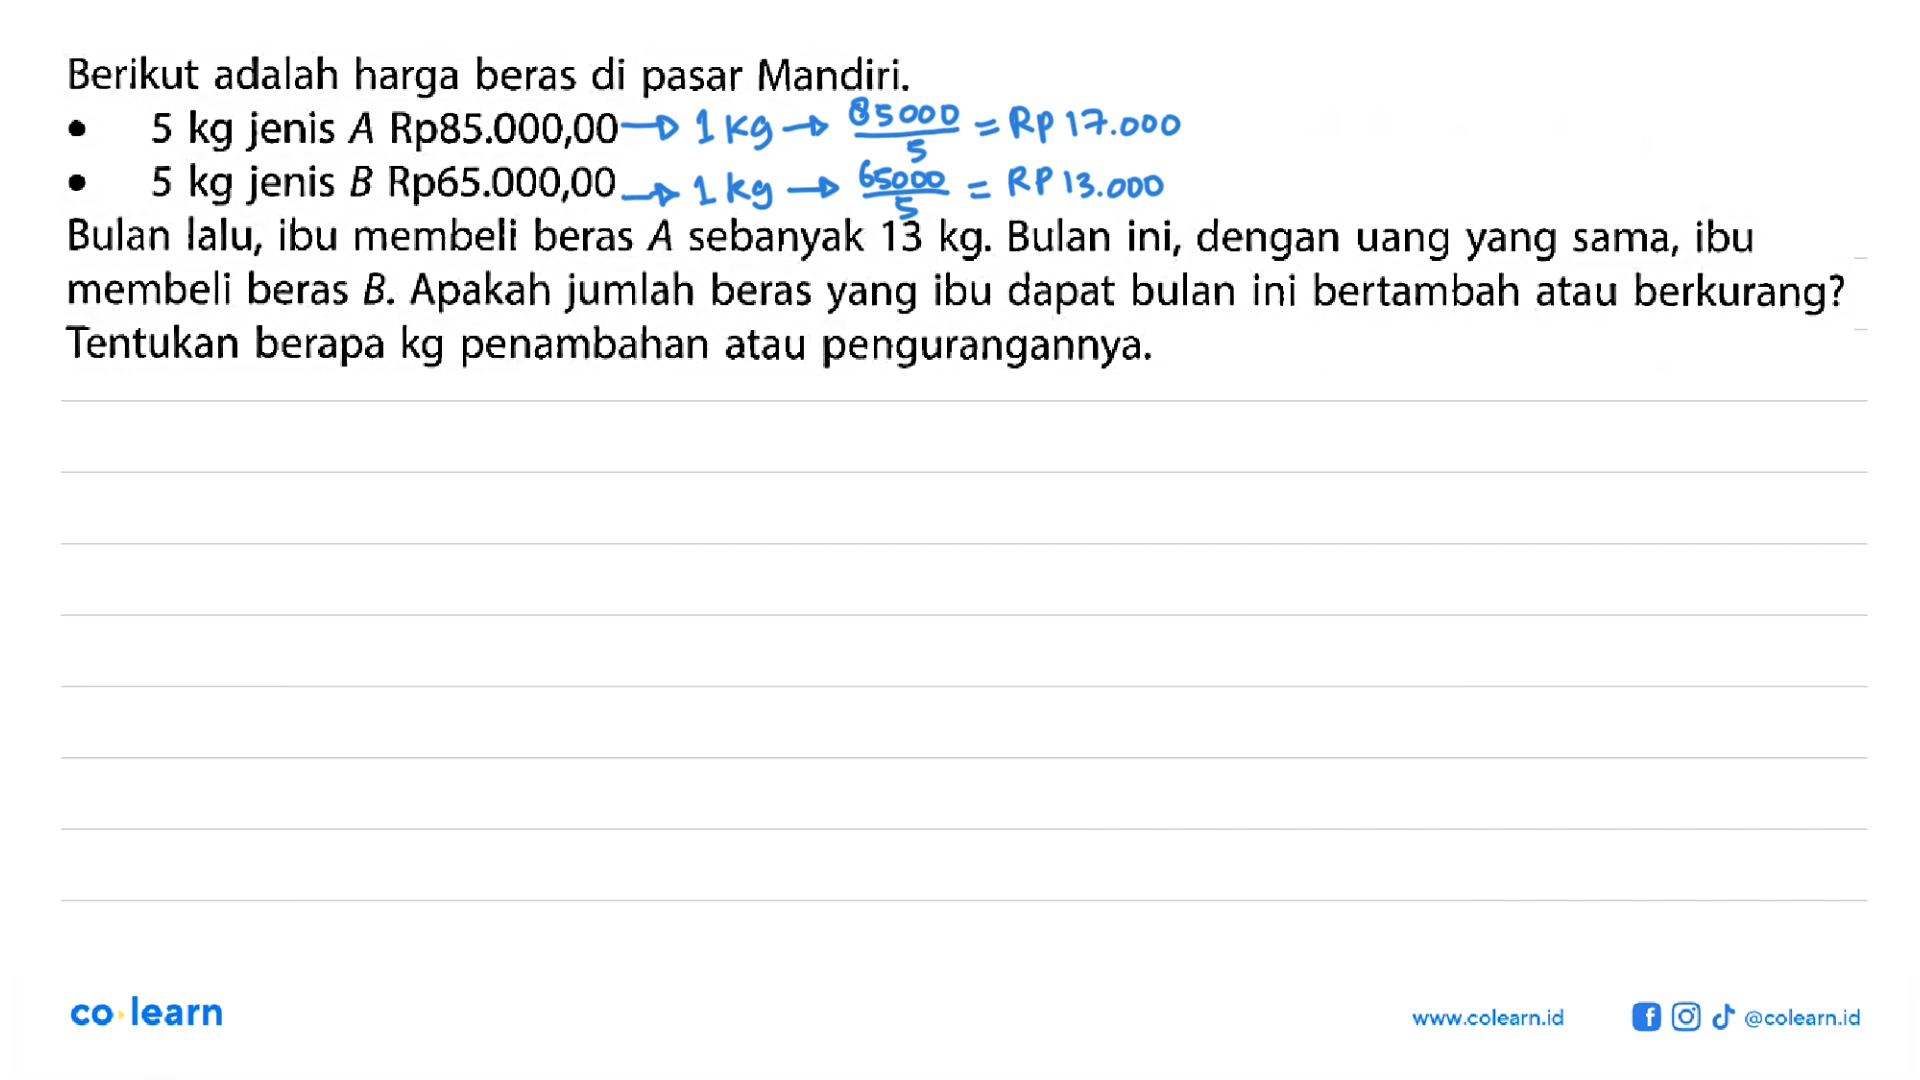 Berikut adalah harga beras di pasar Mandiri.
• 5 kg jenis A Rp85.000,00 → 1 kg → 85000/5 = Rp 17.000
• 5 kg jenis B Rp65.000,00 → 1 kg → 65000/5 = RP 13.000
Bulan lalu, ibu membeli beras A sebanyak 13 kg. Bulan ini, dengan uang yang sama, ibu
membeli beras B. Apakah jumlah beras yang ibu dapat bulan ini bertambah atau berkurang?
Tentukan berapa kg penambahan atau pengurangannya.
co learn
www.colearn.id
@colearn.id